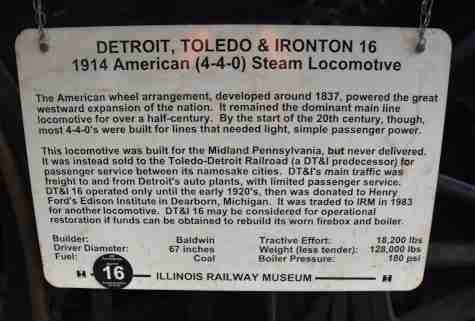 DETROIT, TOLEDO & IRONTON 16
1914 American (4-4-0) Steam Locomotive
The American wheel arrangement, developed around 1837, powered the great
westward expansion of the nation. It remained the dominant main line
locomotive for over a half-century. By the start of the 20th century, though,
most 4-4-0's were built for lines that needed light, simple passenger power.
This locomotive was built for the Midland Pennsylvania, but never delivered.
It was instead sold to the Toledo-Detroit Railroad (a DT&I predecessor) for
passenger service between its namesake cities. DT&I's main traffic was
freight to and from Detroit's auto plants, with limited passenger service.
DT&I 16 operated only until the early 1920's, then was donated to Henry
Ford's Edison Institute in Dearborn, Michigan. It was traded to IRM in 1983
for another locomotive. DT&I 16 may be considered for operational
restoration if funds can be obtained to rebuild its worn firebox and boiler.
Builder: Baldwin Tractive Effort: 18,200 lbs
Driver Diameter: 67 inches Weight (less tender): 128,000 lbs
Fuel: Coal Boiler Pressure: 180 psi
16
ILLINOIS RAILWAY MUSEUM